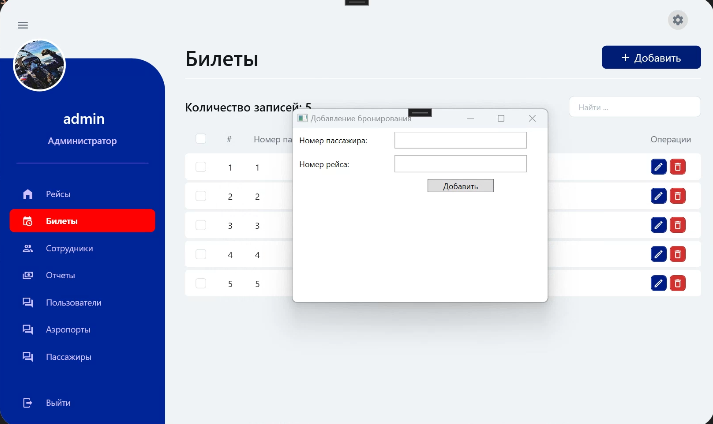 Билеты
+ Добавить
admin
Администратор
Рейсы
Билеты
Сотрудники
Отчеты
Пользователи
Аэропорты
Пассажиры
Выйти
Количество записей: 5
Найти ...
# Номер па Операции
1 1
2 2
3 3
4 4
5 5
Добавление бронирования
Номер пассажира:
Номер рейса:
Добавить